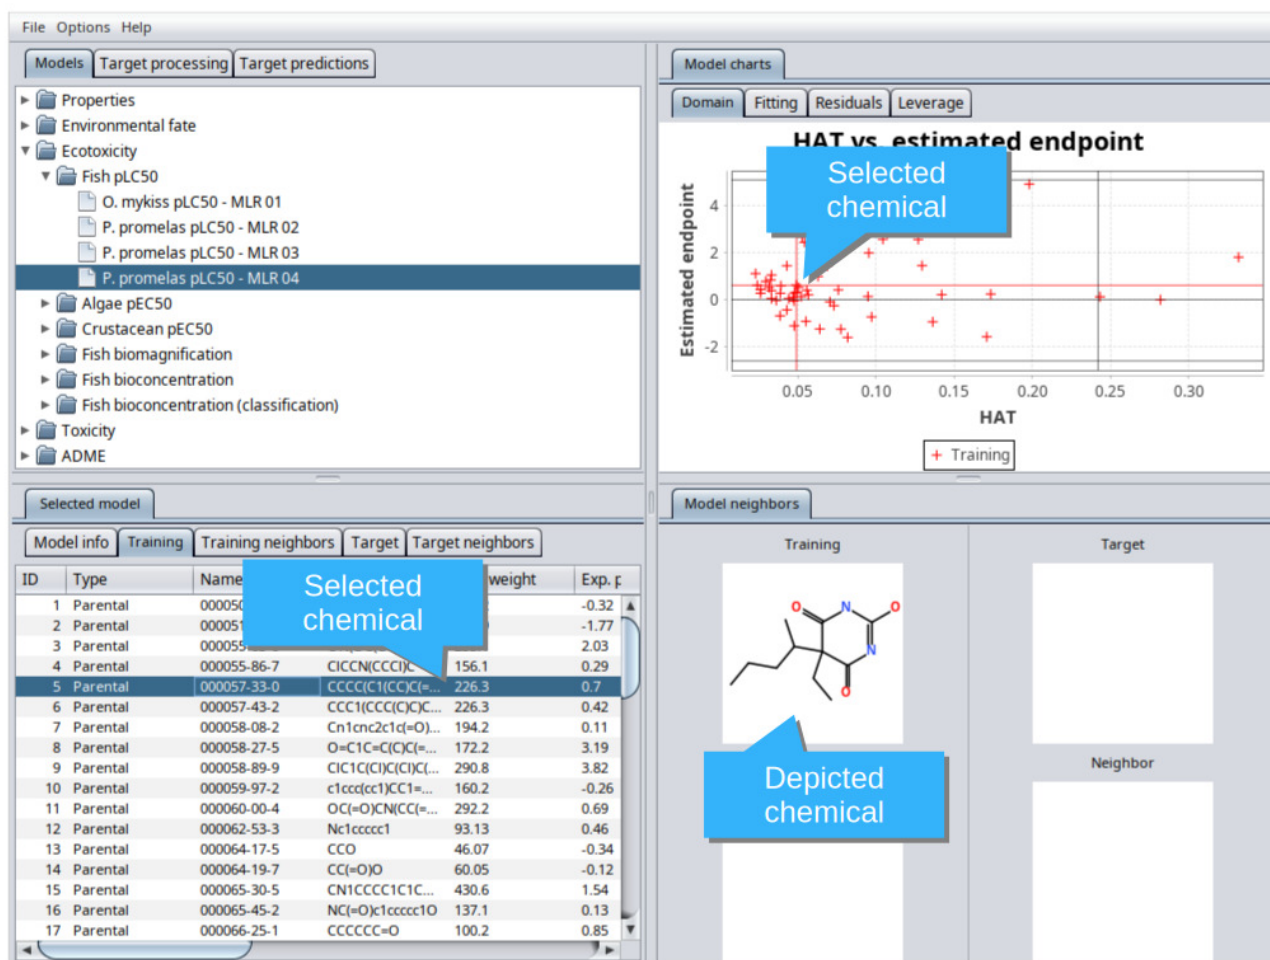 File Options Help
Models Target processing Target predictions
Properties
Environmental fate
Ecotoxicity
Fish pLC50
O. mykiss pLC50 - MLR 01
P. promelas pLC50 - MLR 02
P. promelas pLC50 - MLR 03
P. promelas pLC50 - MLR 04
Algae pEC50
Crustacean pEC50
Fish biomagnification
Fish bioconcentration
Fish bioconcentration (classification)
Toxicity
ADME
Model charts
Domain Fitting Residuals Leverage
HAT vs. estimated endpoint
Selected
chemical
Estimated endpoint
4
2
0
-2
0.05 0.10 0.15 0.20 0.25 0.30
HAT
Training
Selected model
Model info Training Training neighbors Target Target neighbors
Selected
chemical
ID Type Name weight Exp. p
1 Parental -0.32
2 Parental -1.77
3 Parental 2.03
4 Parental 000055-86-7 ClCCN(CCCl)C 156.1 0.29
5 Parental 000057-33-0 CCCC(C1(CC)C(=... 226.3 0.7
6 Parental 000057-43-2 CCC1(CCC(C)C)C... 226.3 0.42
7 Parental 000058-08-2 Cn1cnc2c1c(=O)... 194.2 0.11
8 Parental 000058-27-5 O=C1C=C(C)C(=... 172.2 3.19
9 Parental 000058-89-9 ClC1C(Cl)C(Cl)C(... 290.8 3.82
10 Parental 000059-97-2 c1ccc(cc1)CC1=... 160.2 -0.26
11 Parental 000060-00-4 OC(=O)CN(CC(=... 292.2 0.69
12 Parental 000062-53-3 Nc1ccccc1 93.13 0.46
13 Parental 000064-17-5 CCO 46.07 -0.34
14 Parental 000064-19-7 CC(=O)O 60.05 -0.12
15 Parental 000065-30-5 CN1CCCC1C1C... 430.6 1.54
16 Parental 000065-45-2 NC(=O)c1ccccc1O 137.1 0.13
17 Parental 000066-25-1 CCCCCC=O 100.2 0.85
Model neighbors
Training Target
O N O
N
O
Depicted
chemical
Neighbor